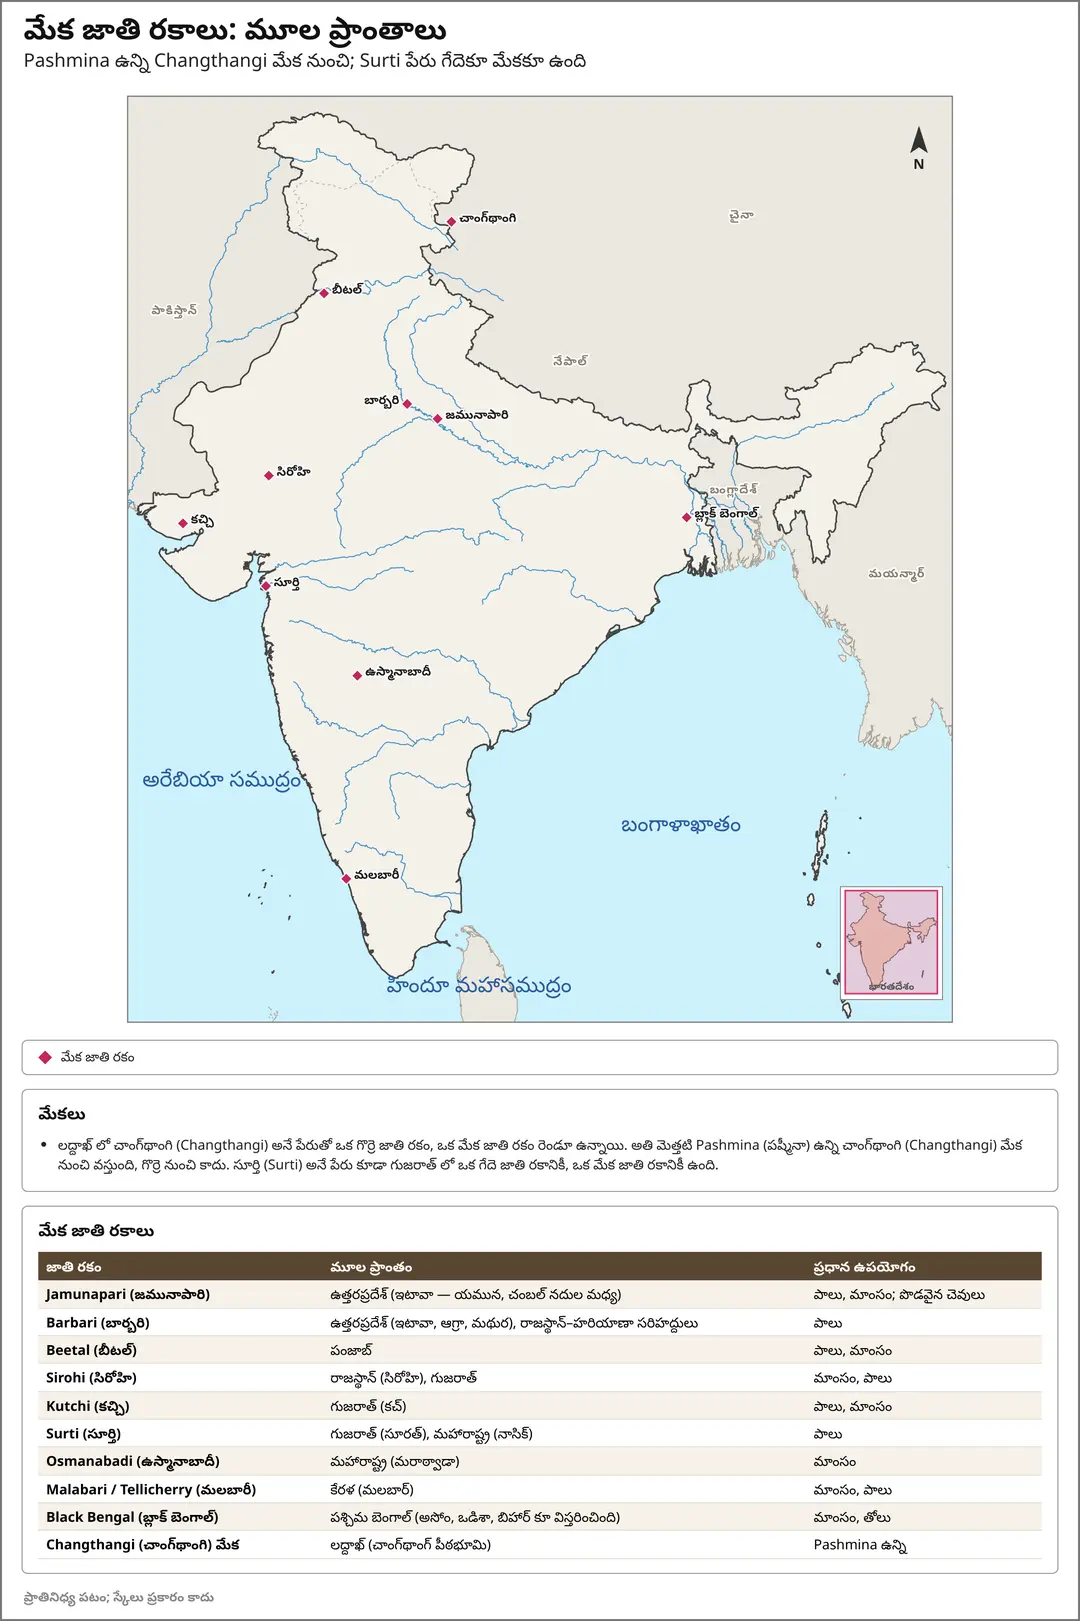 మేక జాతి రకాలు: మూల ప్రాంతాలు
Pashmina ఉన్ని Changthangi మేక నుంచి; Surti పేరు గేదెకూ మేకకూ ఉంది
N
చాంగ్‌థాంగి
చైనా
బీటల్
పాకిస్తాన్
నేపాల్
బార్బరి
జమునాపారి
సిరోహి
బంగ్లాదేశ్
బ్లాక్ బెంగాల్
కచ్చి
మయన్మార్
సూర్తి
ఉస్మానాబాదీ
అరేబియా సముద్రం
బంగాళాఖాతం
మలబారీ
హిందూ మహాసముద్రం
భారతదేశం
మేక జాతి రకం
మేకలు
• లద్దాఖ్ లో చాంగ్‌థాంగి (Changthangi) అనే పేరుతో ఒక గొర్రె జాతి రకం, ఒక మేక జాతి రకం రెండూ ఉన్నాయి. అతి మెత్తటి Pashmina (పష్మీనా) ఉన్ని చాంగ్‌థాంగి (Changthangi) మేక
నుంచి వస్తుంది, గొర్రె నుంచి కాదు. సూర్తి (Surti) అనే పేరు కూడా గుజరాత్ లో ఒక గేదె జాతి రకానికీ, ఒక మేక జాతి రకానికీ ఉంది.
మేక జాతి రకాలు
జాతి రకం మూల ప్రాంతం ప్రధాన ఉపయోగం
Jamunapari (జమునాపారి) ఉత్తరప్రదేశ్ (ఇటావా — యమున, చంబల్ నదుల మధ్య) పాలు, మాంసం; పొడవైన చెవులు
Barbari (బార్బరి) ఉత్తరప్రదేశ్ (ఇటావా, ఆగ్రా, మథుర), రాజస్థాన్–హరియాణా సరిహద్దులు పాలు
Beetal (బీటల్) పంజాబ్ పాలు, మాంసం
Sirohi (సిరోహి) రాజస్థాన్ (సిరోహి), గుజరాత్ మాంసం, పాలు
Kutchi (కచ్చి) గుజరాత్ (కచ్) పాలు, మాంసం
Surti (సూర్తి) గుజరాత్ (సూరత్), మహారాష్ట్ర (నాసిక్) పాలు
Osmanabadi (ఉస్మానాబాదీ) మహారాష్ట్ర (మరాఠ్వాడా) మాంసం
Malabari / Tellicherry (మలబారీ) కేరళ (మలబార్) మాంసం, పాలు
Black Bengal (బ్లాక్ బెంగాల్) పశ్చిమ బెంగాల్ (అసోం, ఒడిశా, బిహార్ కూ విస్తరించింది) మాంసం, తోలు
Changthangi (చాంగ్‌థాంగి) మేక లద్దాఖ్ (చాంగ్‌థాంగ్ పీఠభూమి) Pashmina ఉన్ని
ప్రాతినిధ్య పటం; స్కేలు ప్రకారం కాదు